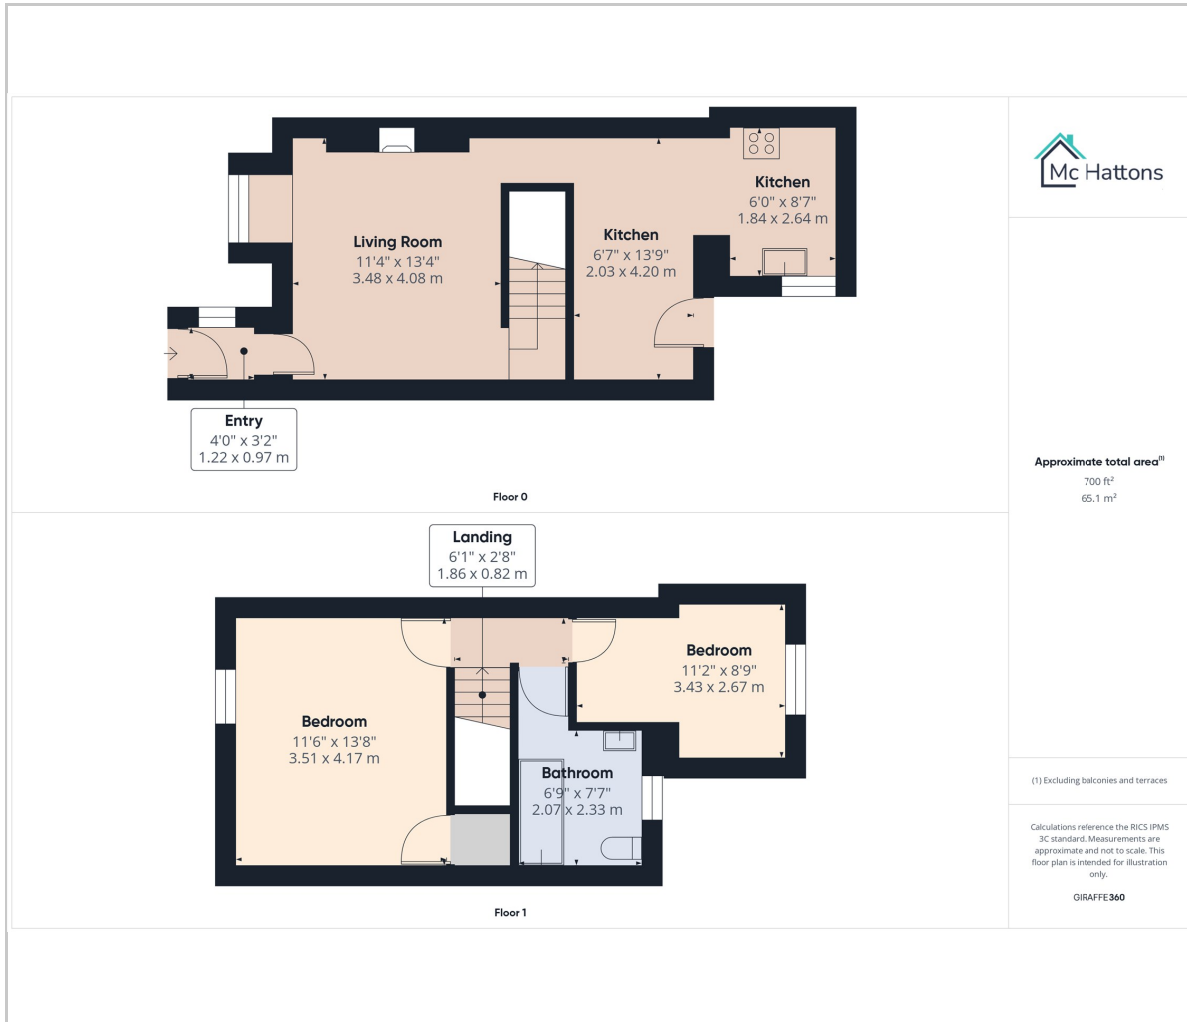 Kitchen
6'0" x 8'7"
1.84 x 2.64 m
Living Room
11'4" x 13'4"
3.48 x 4.08 m
Kitchen
6'7" x 13'9"
2.03 x 4.20 m
Entry
4'0" x 3'2"
1.22 x 0.97 m
Floor 0
Landing
6'1" x 2'8"
1.86 x 0.82 m
Bedroom
11'2" x 8'9"
3.43 x 2.67 m
Bedroom
11'6" x 13'8"
3.51 x 4.17 m
Bathroom
6'9" x 7'7"
2.07 x 2.33 m
Floor 1
Mc Hattons
Approximate total area(1)
700 ft²
65.1 m²
(1) Excluding balconies and terraces
Calculations reference the RICS IPMS
3C standard. Measurements are
approximate and not to scale. This
floor plan is intended for illustration
only.
GIRAFFE360